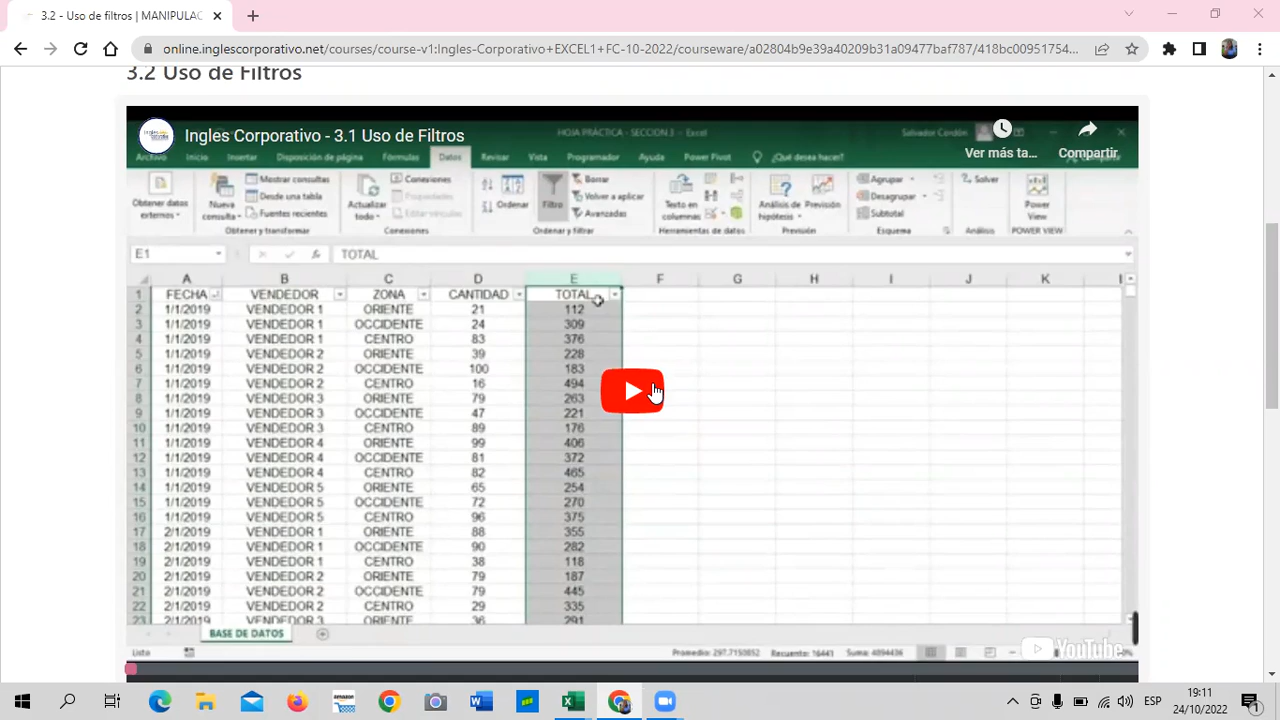 3.2 - Uso de filtros | MANIPULAC
online.inglescorporativo.net/courses/course-v1:Ingles-Corporativo+EXCEL1+FC-10-2022/courseware/a02804b9e39a40209b31a09477baf787/418bc00951754...
3.2 Uso de Filtros
Ingles Corporativo - 3.1 Uso de Filtros
HOJA PRÁCTICA - SECCION 3 - Excel
Salvador Cordón
Ver más ta...
Compartir
Archivo Inicio Insertar Disposición de página Fórmulas Datos Revisar Vista Programador Ayuda Power Pivot ¿Qué desea hacer?
Obtener datos externos
Nueva consulta
Mostrar consultas
Desde una tabla
Fuentes recientes
Obtener y transformar
Actualizar todo
Conexiones
Propiedades
Editar vínculos
Conexiones
Ordenar
Filtro
Borrar
Volver a aplicar
Avanzadas
Ordenar y filtrar
Texto en columnas
Herramientas de datos
Análisis de hipótesis
Previsión
Previsión
Agrupar
Desagrupar
Subtotal
Esquema
Solver
Análisis
Power View
POWER VIEW
E1 fx TOTAL
A B C D E F G H I J K
1 FECHA VENDEDOR ZONA CANTIDAD TOTAL
2 1/1/2019 VENDEDOR 1 ORIENTE 21 112
3 1/1/2019 VENDEDOR 1 OCCIDENTE 24 309
4 1/1/2019 VENDEDOR 1 CENTRO 83 376
5 1/1/2019 VENDEDOR 2 ORIENTE 39 228
6 1/1/2019 VENDEDOR 2 OCCIDENTE 100 183
7 1/1/2019 VENDEDOR 2 CENTRO 16 494
8 1/1/2019 VENDEDOR 3 ORIENTE 79 263
9 1/1/2019 VENDEDOR 3 OCCIDENTE 47 221
10 1/1/2019 VENDEDOR 3 CENTRO 89 176
11 1/1/2019 VENDEDOR 4 ORIENTE 99 406
12 1/1/2019 VENDEDOR 4 OCCIDENTE 81 372
13 1/1/2019 VENDEDOR 4 CENTRO 82 465
14 1/1/2019 VENDEDOR 5 ORIENTE 65 254
15 1/1/2019 VENDEDOR 5 OCCIDENTE 72 270
16 1/1/2019 VENDEDOR 5 CENTRO 96 375
17 2/1/2019 VENDEDOR 1 ORIENTE 88 355
18 2/1/2019 VENDEDOR 1 OCCIDENTE 90 282
19 2/1/2019 VENDEDOR 1 CENTRO 38 118
20 2/1/2019 VENDEDOR 2 ORIENTE 79 187
21 2/1/2019 VENDEDOR 2 OCCIDENTE 79 445
22 2/1/2019 VENDEDOR 2 CENTRO 29 335
23 2/1/2019 VENDEDOR 3 ORIENTE 36 291
BASE DE DATOS
Listo
Promedio: 297.7150852 Recuento: 16441 Suma: 4894436
YouTube
amazon
ESP
19:11
24/10/2022